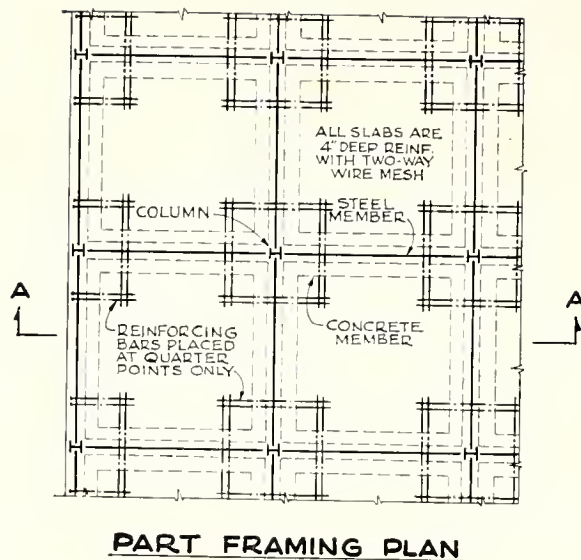 ALL SLABS ARE
4" DEEP REINF.
WITH TWO-WAY
WIRE MESH
COLUMN
STEEL
MEMBER
A
A
REINFORCING
BARS PLACED
AT QUARTER
POINTS ONLY
CONCRETE
MEMBER
PART FRAMING PLAN